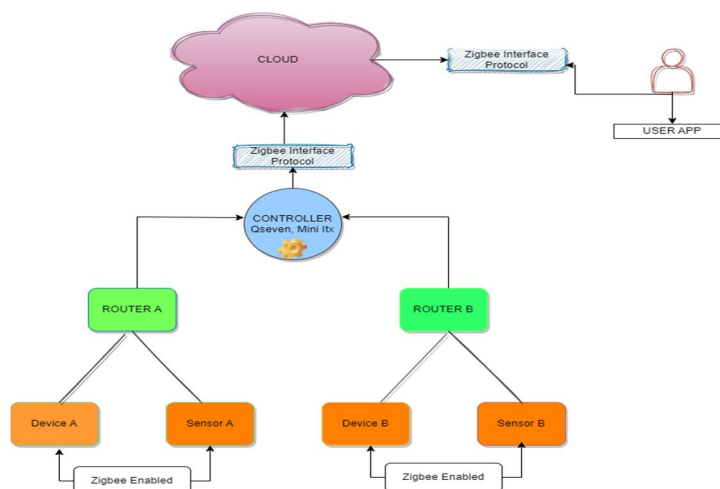 CLOUD
Zigbee Interface
Protocol
USER APP
Zigbee Interface
Protocol
CONTROLLER
Qseven, Mini Itx
ROUTER A
ROUTER B
Device A
Sensor A
Device B
Sensor B
Zigbee Enabled
Zigbee Enabled